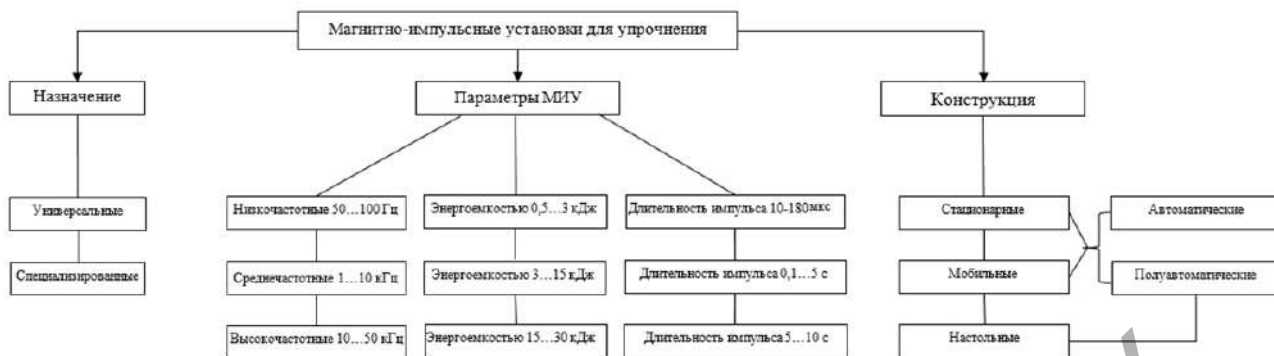 Магнитно-импульсные установки для упрочнения
Назначение
Параметры МИУ
Конструкция
Универсальные
Специализированные
Низкочастотные 50...100 Гц
Среднечастотные 1...10 кГц
Высокочастотные 10...50 кГц
Энергоемкостью 0,5...3 кДж
Энергоемкостью 3...15 кДж
Энергоемкостью 15...30 кДж
Длительность импульса 10-180 мкс
Длительность импульса 0,1...5 с
Длительность импульса 5...10 с
Стационарные
Мобильные
Настольные
Автоматические
Полуавтоматические